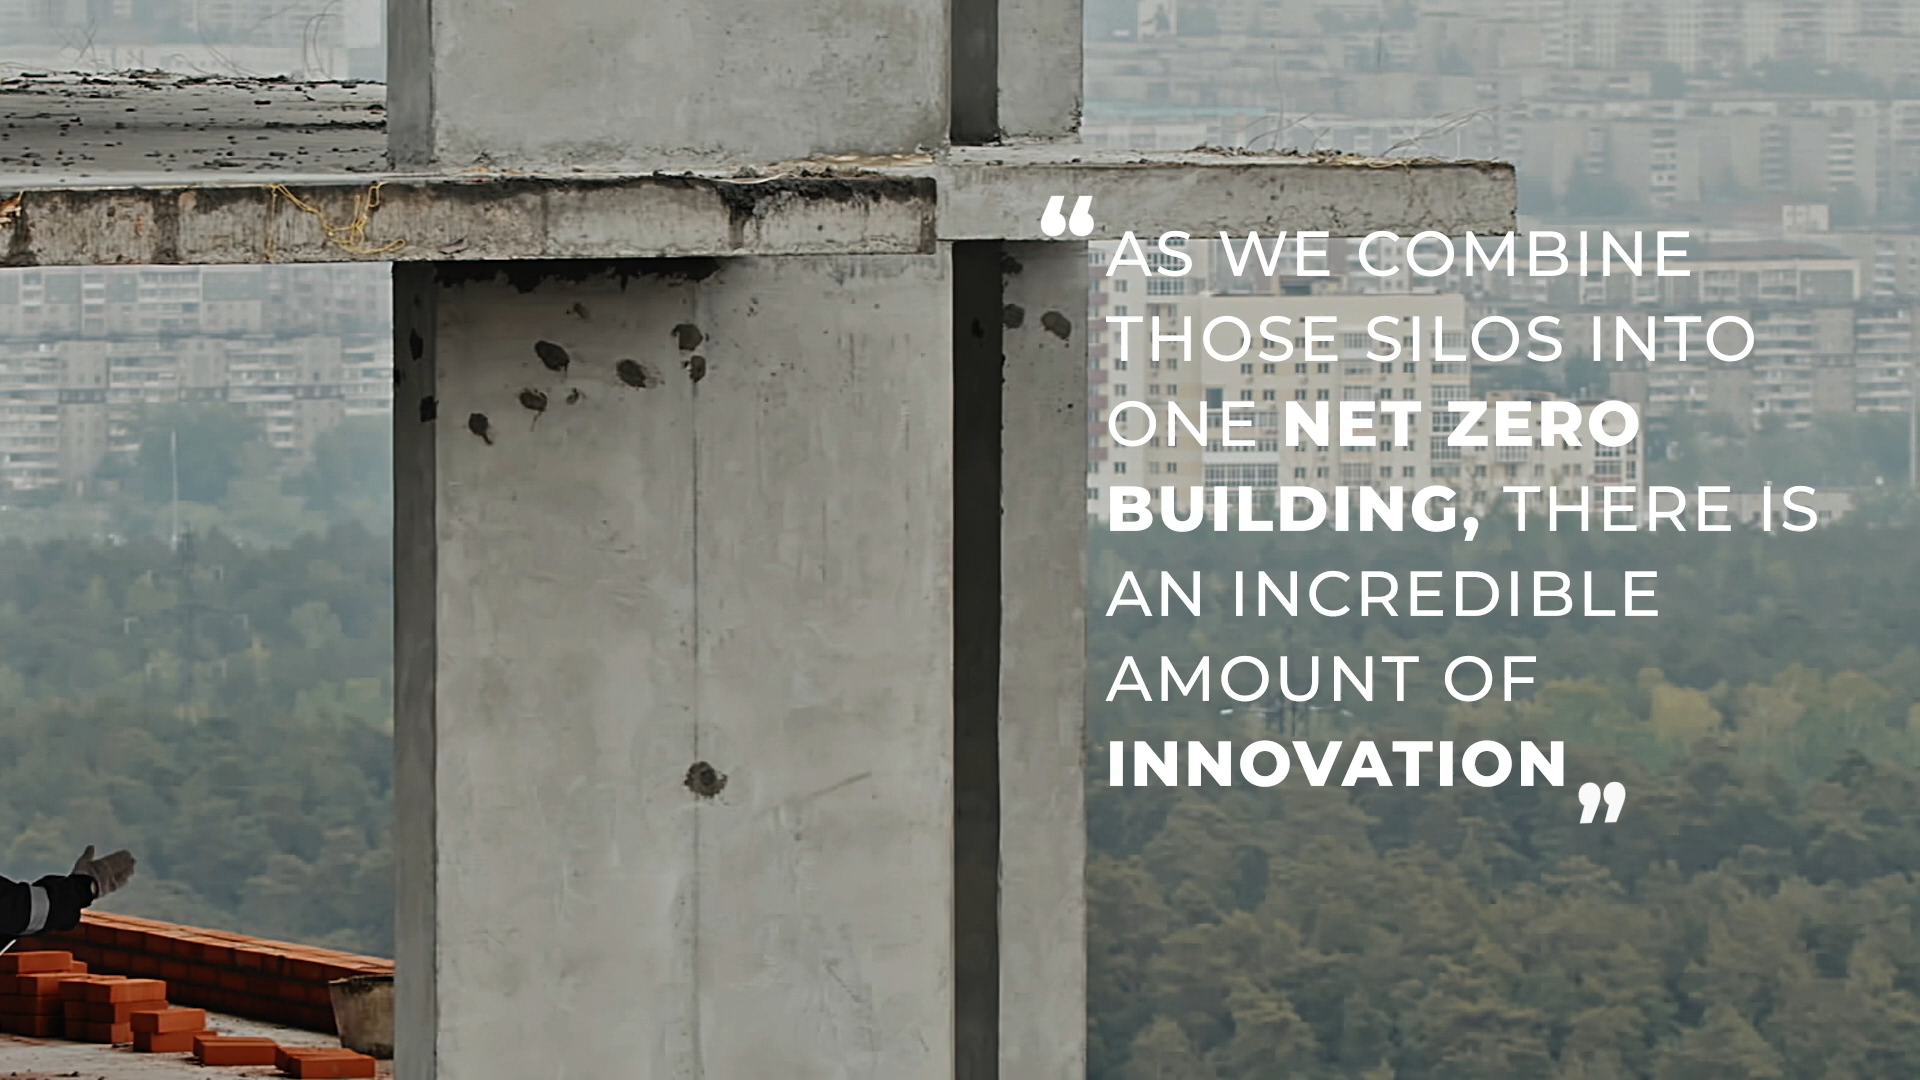 “AS WE COMBINE
THOSE SILOS INTO
ONE NET ZERO
BUILDING, THERE IS
AN INCREDIBLE
AMOUNT OF
INNOVATION”